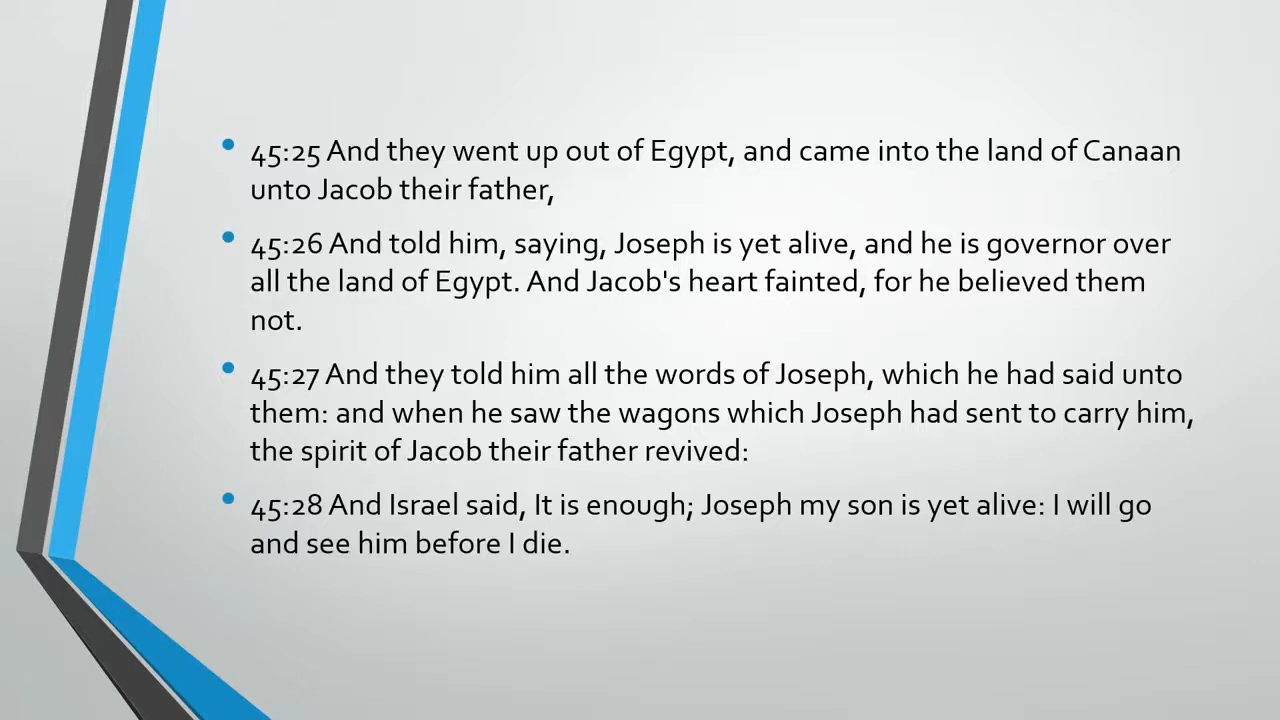 45:25 And they went up out of Egypt, and came into the land of Canaan
unto Jacob their father,
45:26 And told him, saying, Joseph is yet alive, and he is governor over
all the land of Egypt. And Jacob's heart fainted, for he believed them
not.
45:27 And they told him all the words of Joseph, which he had said unto
them: and when he saw the wagons which Joseph had sent to carry him,
the spirit of Jacob their father revived:
45:28 And Israel said, It is enough; Joseph my son is yet alive: I will go
and see him before I die.